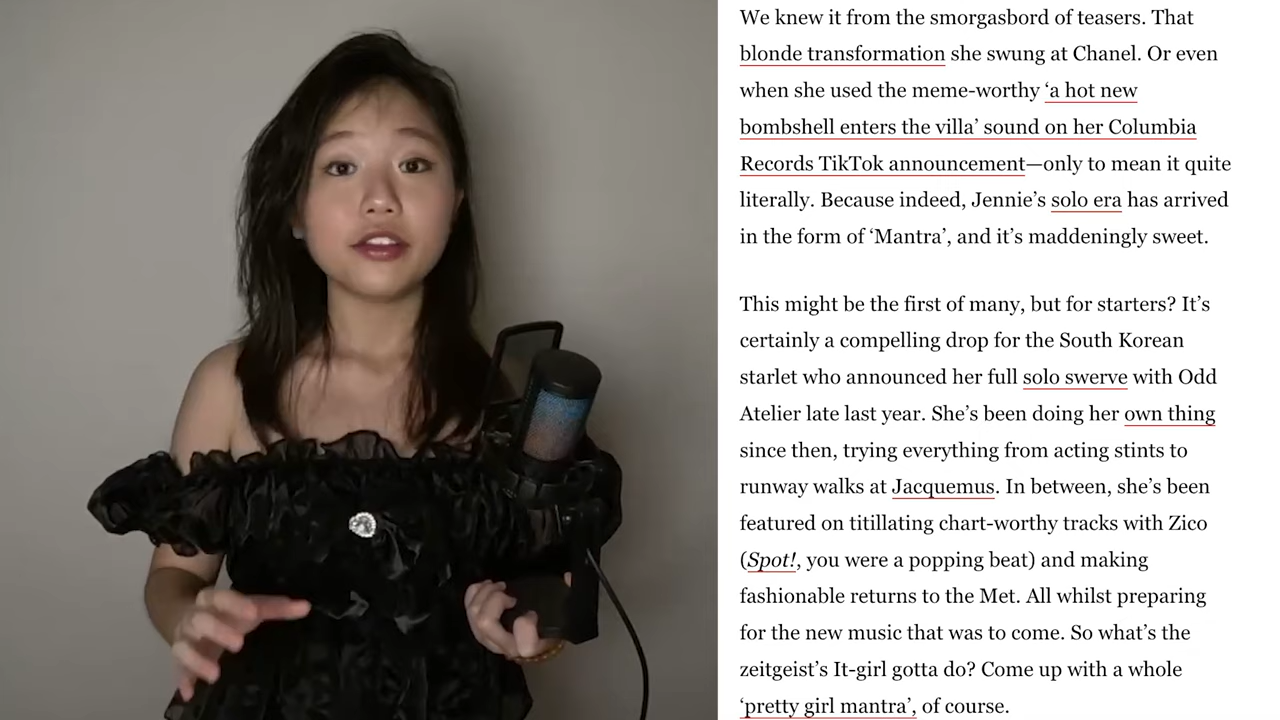 We knew it from the smorgasbord of teasers. That
blonde transformation she swung at Chanel. Or even
when she used the meme-worthy ‘a hot new
bombshell enters the villa’ sound on her Columbia
Records TikTok announcement—only to mean it quite
literally. Because indeed, Jennie’s solo era has arrived
in the form of ‘Mantra’, and it’s maddeningly sweet.
This might be the first of many, but for starters? It’s
certainly a compelling drop for the South Korean
starlet who announced her full solo swerve with Odd
Atelier late last year. She’s been doing her own thing
since then, trying everything from acting stints to
runway walks at Jacquemus. In between, she’s been
featured on titillating chart-worthy tracks with Zico
(Spot!, you were a popping beat) and making
fashionable returns to the Met. All whilst preparing
for the new music that was to come. So what’s the
zeitgeist’s It-girl gotta do? Come up with a whole
‘pretty girl mantra’, of course.